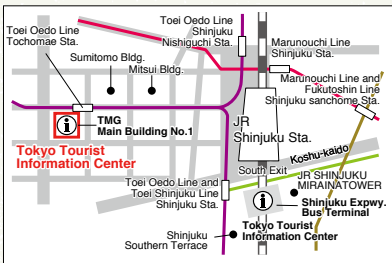 Toei Oedo Line
Tochomae Sta.
Toei Oedo Line
Shinjuku
Nishiguchi Sta.
Marunouchi Line
Shinjuku Sta.
Sumitomo Bldg.
Mitsui Bldg.
Marunouchi Line and
Fukutoshin Line
Shinjuku sanchome Sta.
TMG
Main Building No.1
JR
Shinjuku Sta.
Tokyo Tourist
Information Center
Koshu-kaido
South Exit
JR SHINJUKU
MIRAINATOWER
Toei Oedo Line and
Toei Shinjuku Line
Shinjuku Sta.
Shinjuku Expwy.
Bus Terminal
Tokyo Tourist
Information Center
Shinjuku
Southern Terrace